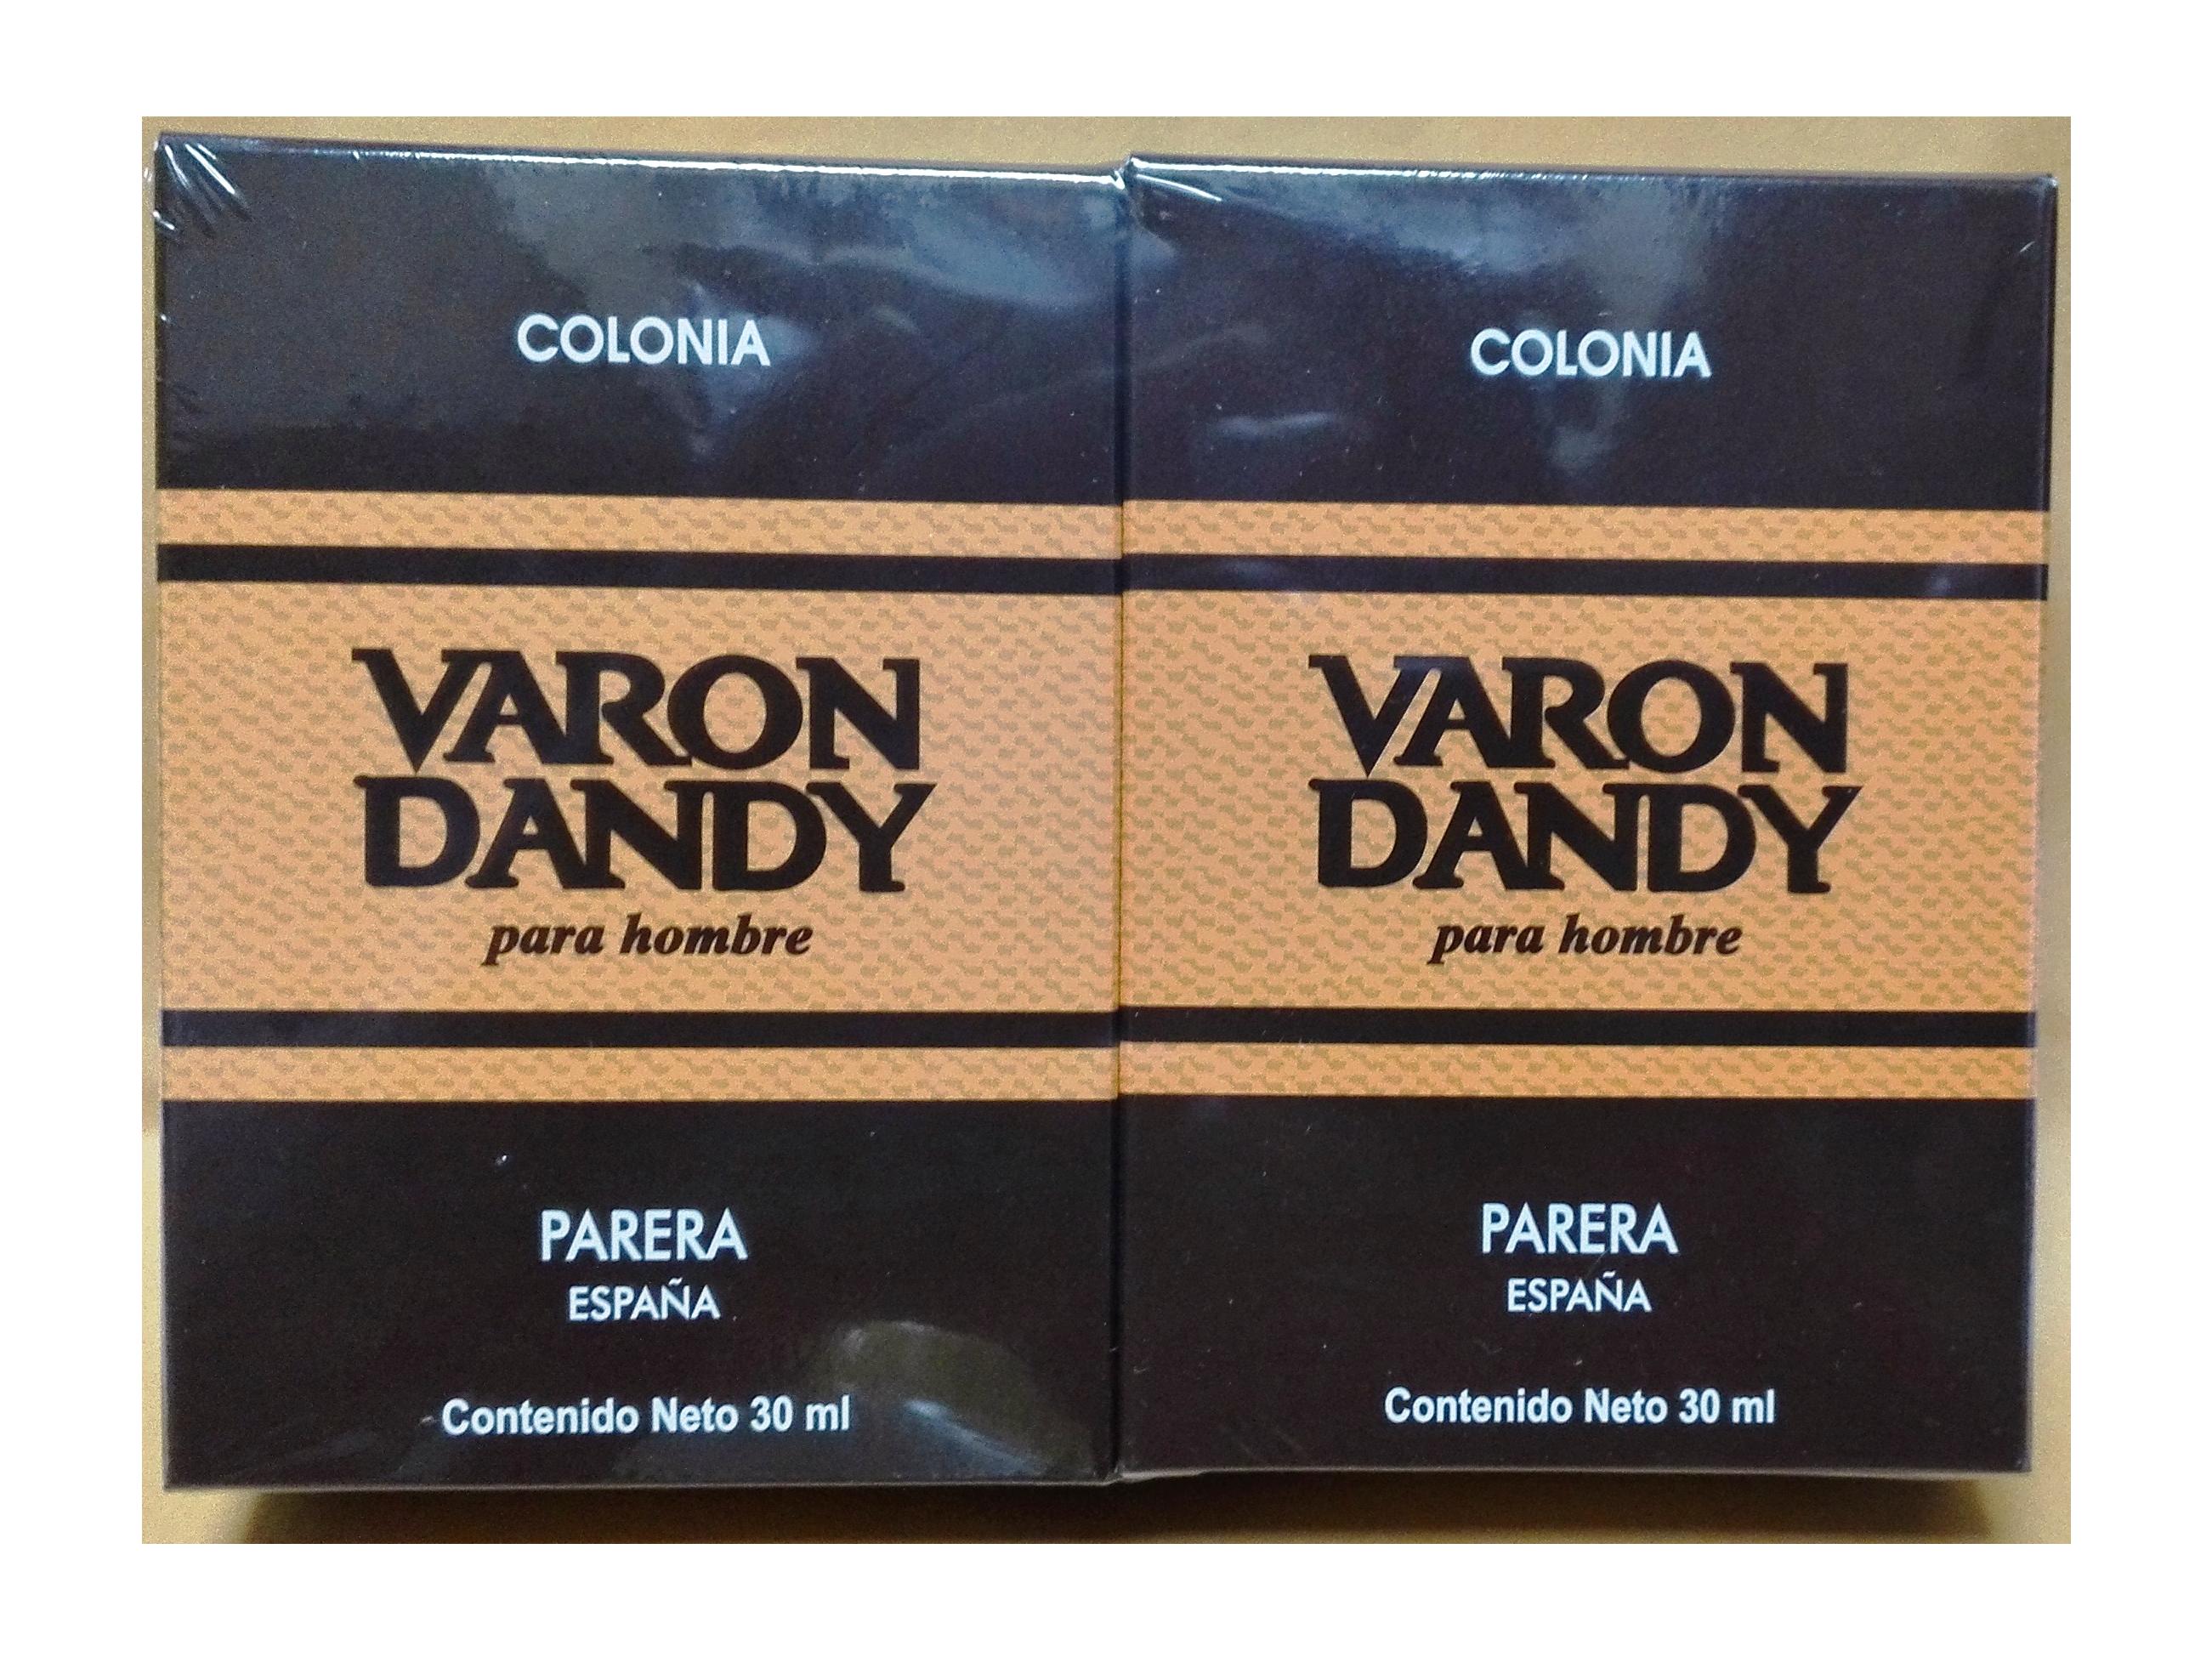 COLONIA
VARON
DANDY
para hombre
PARERA
ESPAÑA
Contenido Neto 30 ml
COLONIA
VARON
DANDY
para hombre
PARERA
ESPAÑA
Contenido Neto 30 ml